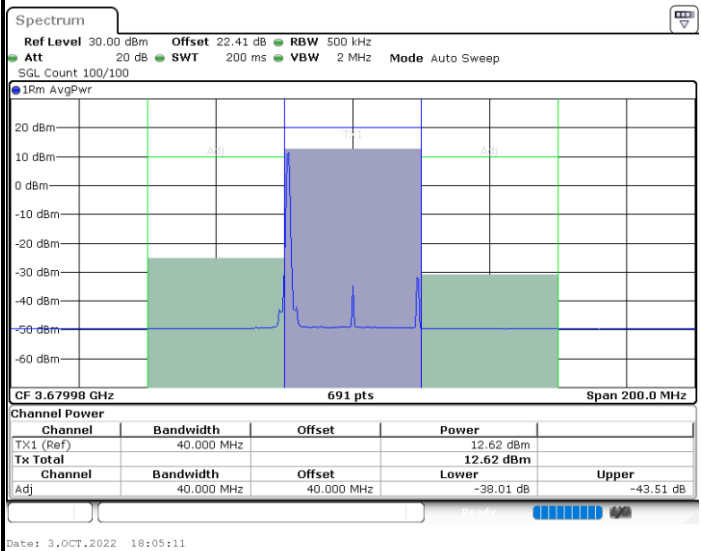 Spectrum
Ref Level 30.00 dBm Offset 22.41 dB RBW 500 kHz
Att 20 dB SWT 200 ms VBW 2 MHz Mode Auto Sweep
SGL Count 100/100
1Rm AvgPwr
20 dBm
TX1
10 dBm Adj Adj
0 dBm
-10 dBm
-20 dBm
-30 dBm
-40 dBm
-50 dBm
-60 dBm
CF 3.67998 GHz 691 pts Span 200.0 MHz
Channel Power
Channel Bandwidth Offset Power
TX1 (Ref) 40.000 MHz 12.62 dBm
Tx Total 12.62 dBm
Channel Bandwidth Offset Lower Upper
Adj 40.000 MHz 40.000 MHz -38.01 dB -43.51 dB
Ready
Date: 3.OCT.2022 18:05:11